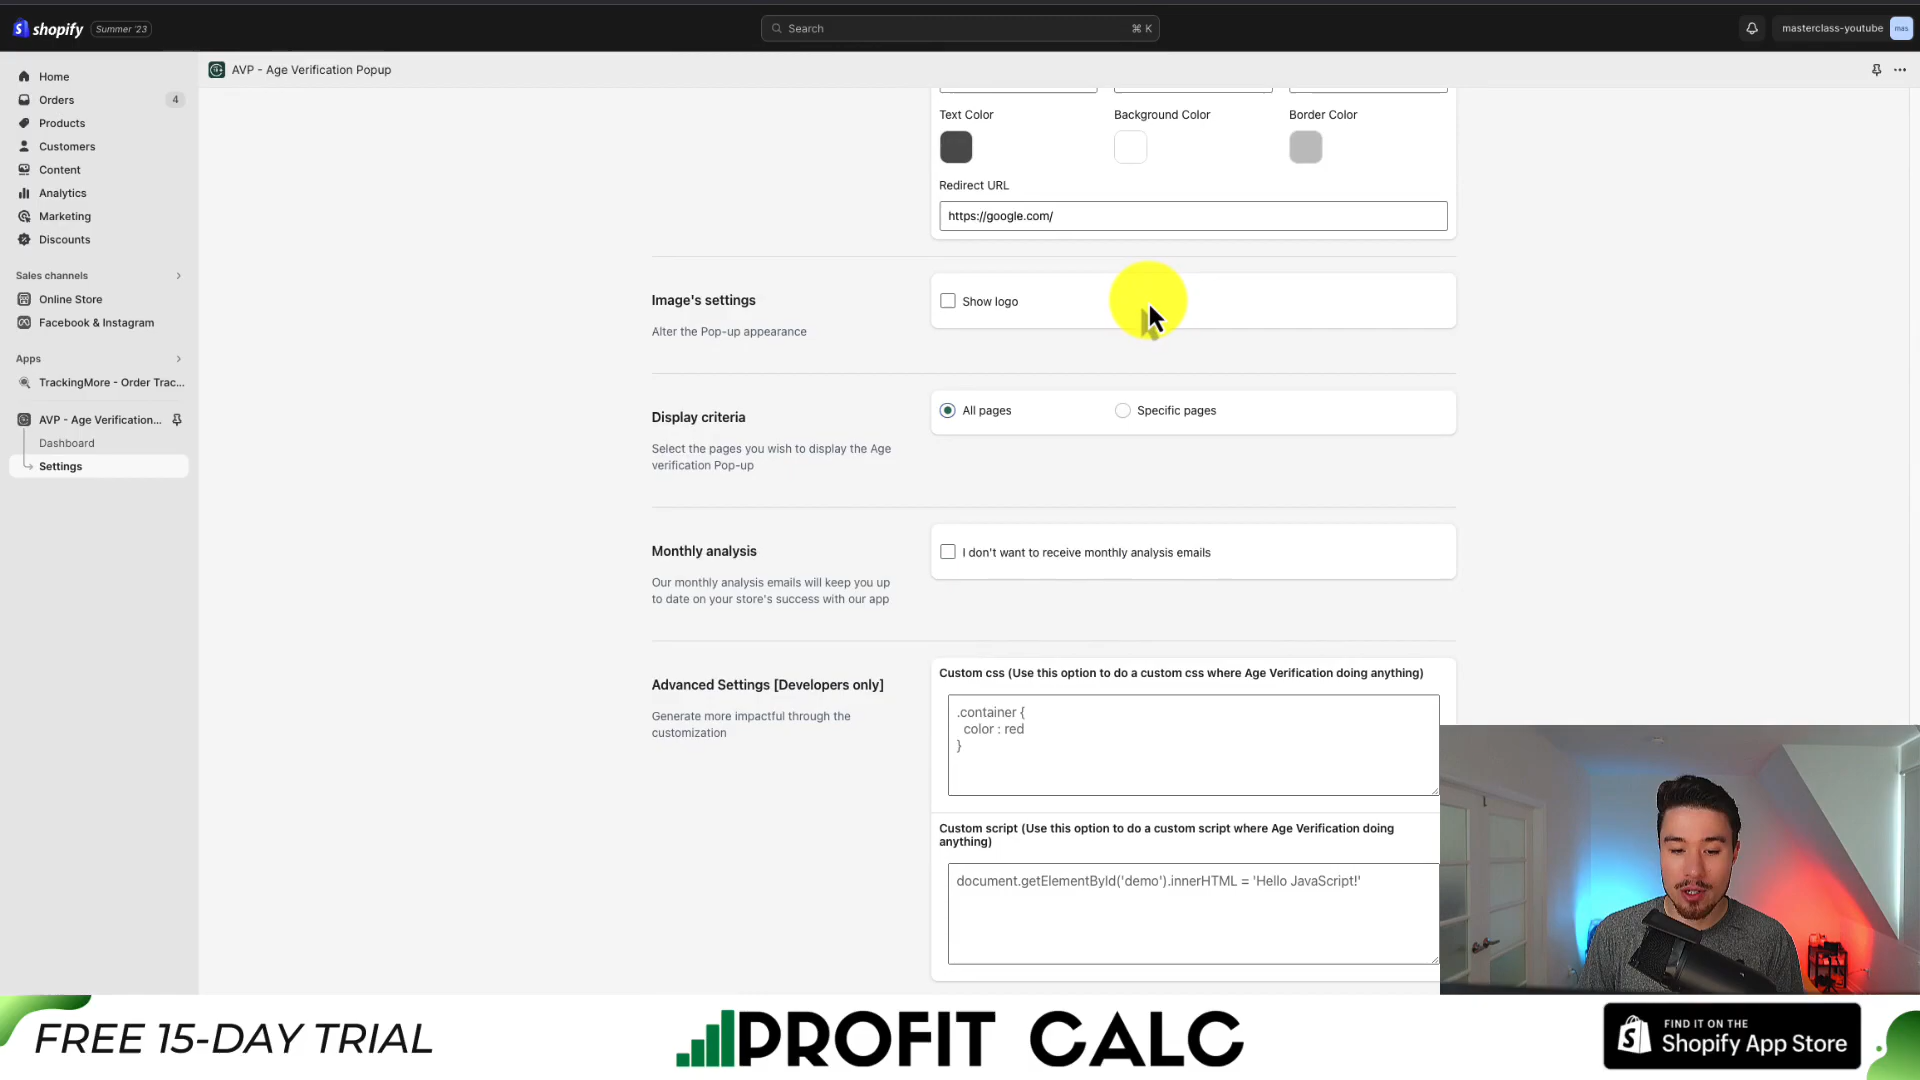 shopify Summer '23
Search
⌘ K
masterclass-youtube
mas
Home
Orders 4
Products
Customers
Content
Analytics
Marketing
Discounts
Sales channels
Online Store
Facebook & Instagram
Apps
TrackingMore - Order Trac...
AVP - Age Verification...
Dashboard
Settings
AVP - Age Verification Popup
Text Color
Background Color
Border Color
Redirect URL
https://google.com/
Image's settings
Alter the Pop-up appearance
Show logo
Display criteria
Select the pages you wish to display the Age
verification Pop-up
All pages
Specific pages
Monthly analysis
Our monthly analysis emails will keep you up
to date on your store's success with our app
I don't want to receive monthly analysis emails
Advanced Settings [Developers only]
Generate more impactful through the
customization
Custom css (Use this option to do a custom css where Age Verification doing anything)
.container {
color : red
}
Custom script (Use this option to do a custom script where Age Verification doing
anything)
document.getElementById('demo').innerHTML = 'Hello JavaScript!'
FREE 15-DAY TRIAL
PROFIT CALC
FIND IT ON THE
Shopify App Store